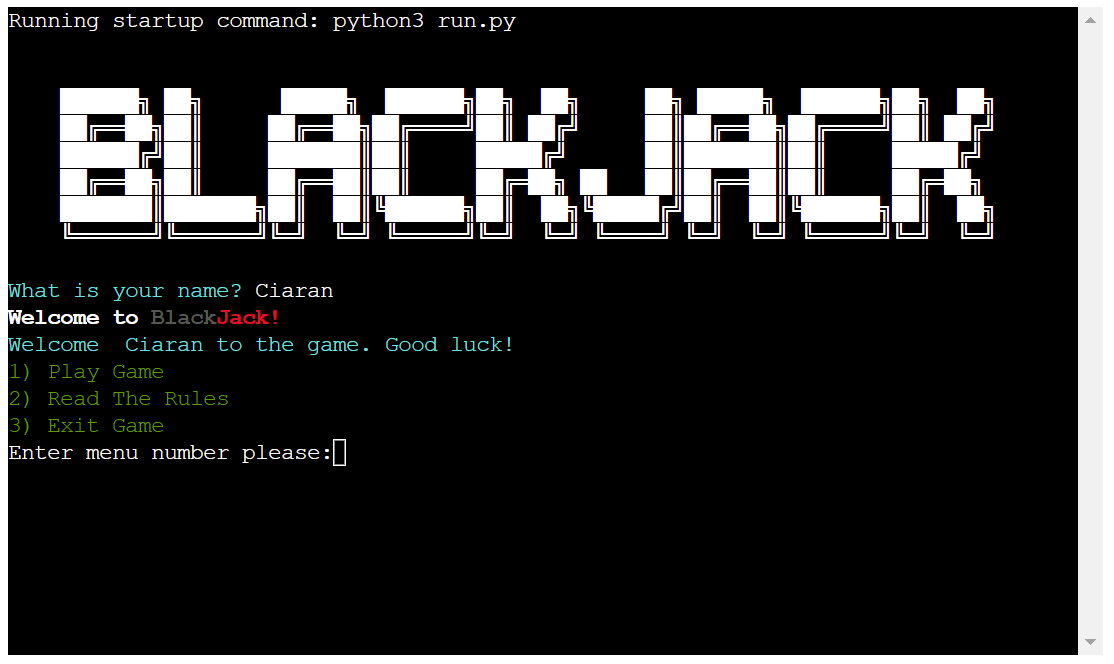 Running startup command: python3 run.py
BLACKJACK
What is your name? Ciaran
Welcome to BlackJack!
Welcome  Ciaran to the game. Good luck!
1) Play Game
2) Read The Rules
3) Exit Game
Enter menu number please: